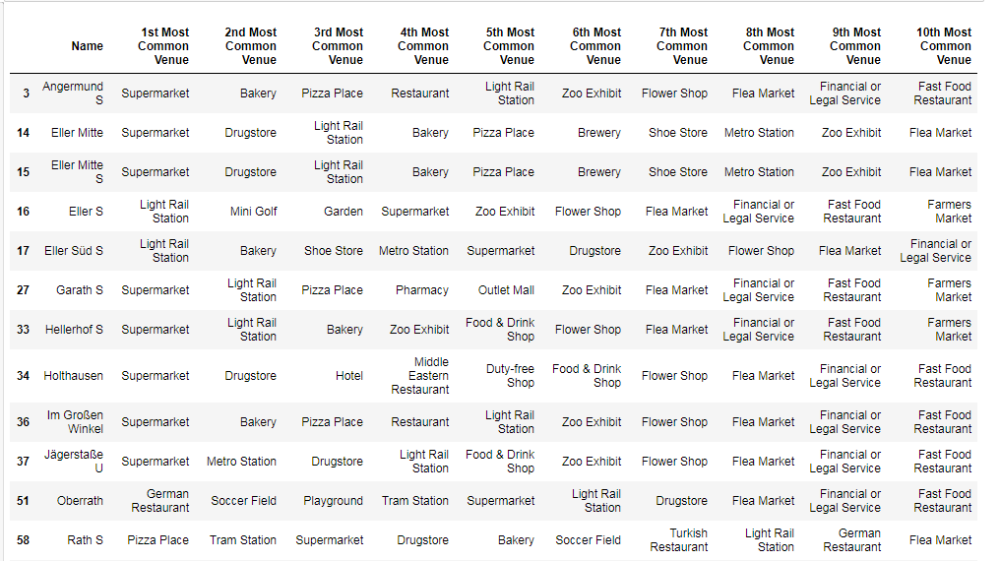 Name 1st Most Common Venue 2nd Most Common Venue 3rd Most Common Venue 4th Most Common Venue 5th Most Common Venue 6th Most Common Venue 7th Most Common Venue 8th Most Common Venue 9th Most Common Venue 10th Most Common Venue
3 Angermund S Supermarket Bakery Pizza Place Restaurant Light Rail Station Zoo Exhibit Flower Shop Flea Market Financial or Legal Service Fast Food Restaurant
14 Eller Mitte Supermarket Drugstore Light Rail Station Bakery Pizza Place Brewery Shoe Store Metro Station Zoo Exhibit Flea Market
15 Eller Mitte S Supermarket Drugstore Light Rail Station Bakery Pizza Place Brewery Shoe Store Metro Station Zoo Exhibit Flea Market
16 Eller S Light Rail Station Mini Golf Garden Supermarket Zoo Exhibit Flower Shop Flea Market Financial or Legal Service Fast Food Restaurant Farmers Market
17 Eller Süd S Light Rail Station Bakery Shoe Store Metro Station Supermarket Drugstore Zoo Exhibit Flower Shop Flea Market Financial or Legal Service
27 Garath S Supermarket Light Rail Station Pizza Place Pharmacy Outlet Mall Zoo Exhibit Flea Market Financial or Legal Service Fast Food Restaurant Farmers Market
33 Hellerhof S Supermarket Light Rail Station Bakery Zoo Exhibit Food & Drink Shop Flower Shop Flea Market Financial or Legal Service Fast Food Restaurant Farmers Market
34 Holthausen Supermarket Drugstore Hotel Middle Eastern Restaurant Duty-free Shop Food & Drink Shop Flower Shop Flea Market Financial or Legal Service Fast Food Restaurant
36 Im Großen Winkel Supermarket Bakery Pizza Place Restaurant Light Rail Station Zoo Exhibit Flower Shop Flea Market Financial or Legal Service Fast Food Restaurant
37 Jägerstaße U Supermarket Metro Station Drugstore Light Rail Station Food & Drink Shop Zoo Exhibit Flower Shop Flea Market Financial or Legal Service Fast Food Restaurant
51 Oberrath German Restaurant Soccer Field Playground Tram Station Supermarket Light Rail Station Drugstore Flea Market Financial or Legal Service Fast Food Restaurant
58 Rath S Pizza Place Tram Station Supermarket Drugstore Bakery Soccer Field Turkish Restaurant Light Rail Station German Restaurant Flea Market